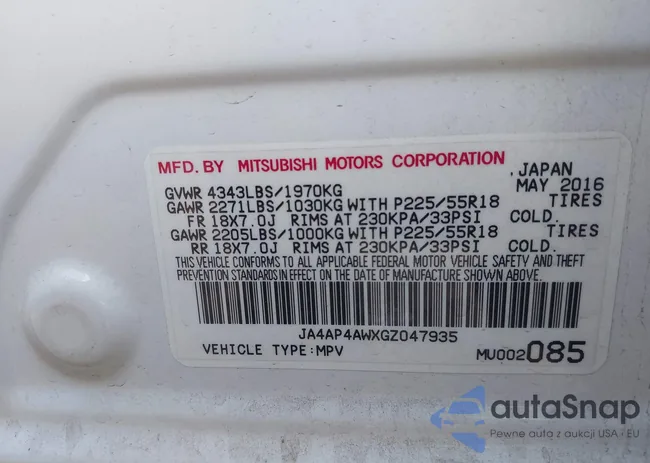 MFD. BY MITSUBISHI MOTORS CORPORATION, JAPAN
GVWR 4343LBS/1970KG MAY 2016
GAWR 2271LBS/1030KG WITH P225/55R18 TIRES
FR 18X7.0J RIMS AT 230KPA/33PSI COLD.
GAWR 2205LBS/1000KG WITH P225/55R18 TIRES
RR 18X7.0J RIMS AT 230KPA/33PSI COLD.
THIS VEHICLE CONFORMS TO ALL APPLICABLE FEDERAL MOTOR VEHICLE SAFETY AND THEFT
PREVENTION STANDARDS IN EFFECT ON THE DATE OF MANUFACTURE SHOWN ABOVE.
JA4AP4AWXGZ047935
VEHICLE TYPE:MPV MU002085
autaSnap
Pewne auta z aukcji USA · EU